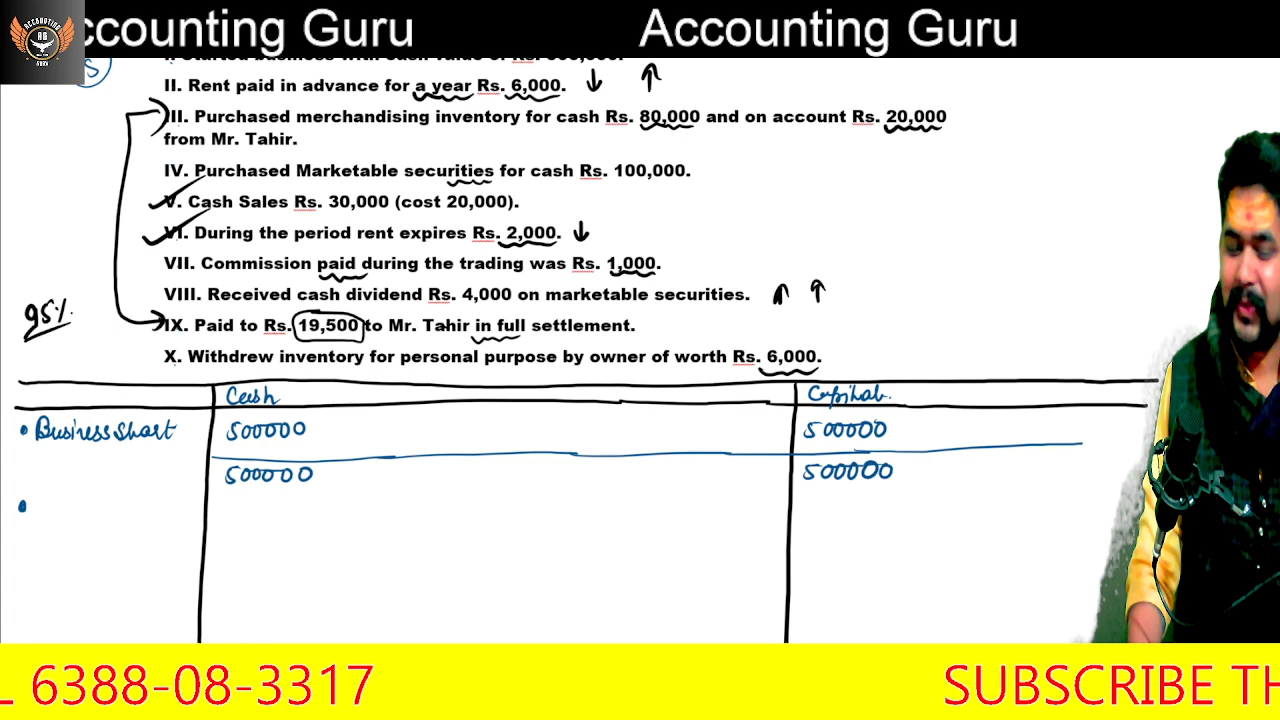 ccounting Guru
Accounting Guru
ACCOUNTING
AG
GURU
5
II. Rent paid in advance for a year Rs. 6,000.
III. Purchased merchandising inventory for cash Rs. 80,000 and on account Rs. 20,000
from Mr. Tahir.
IV. Purchased Marketable securities for cash Rs. 100,000.
V. Cash Sales Rs. 30,000 (cost 20,000).
VI. During the period rent expires Rs. 2,000.
VII. Commission paid during the trading was Rs. 1,000.
VIII. Received cash dividend Rs. 4,000 on marketable securities.
95%
IX. Paid to Rs. 19,500 to Mr. Tahir in full settlement.
X. Withdrew inventory for personal purpose by owner of worth Rs. 6,000.
Cash Capital.
• Business Start 500000 500000
500000 500000
L 6388-08-3317
SUBSCRIBE TH